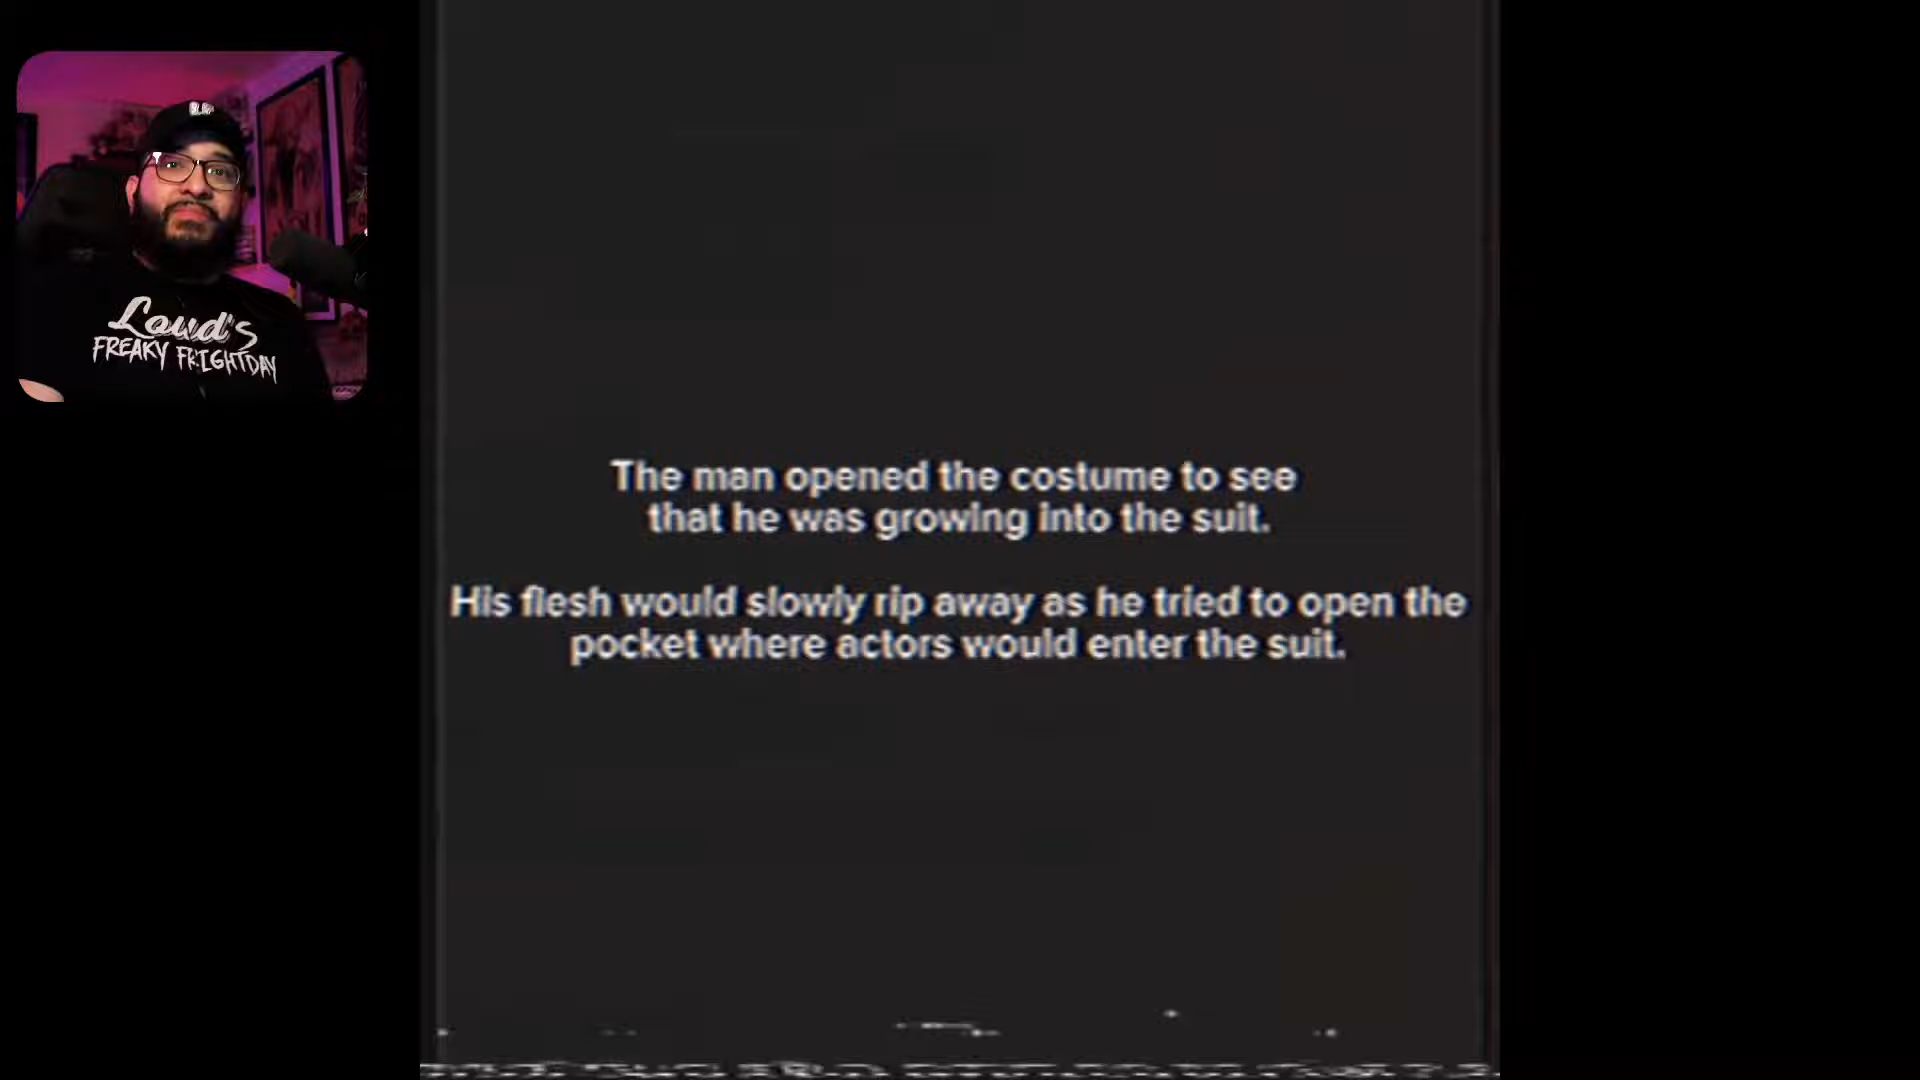 Loud's
FREAKY FRIGHTDAY
The man opened the costume to see
that he was growing into the suit.
His flesh would slowly rip away as he tried to open the
pocket where actors would enter the suit.